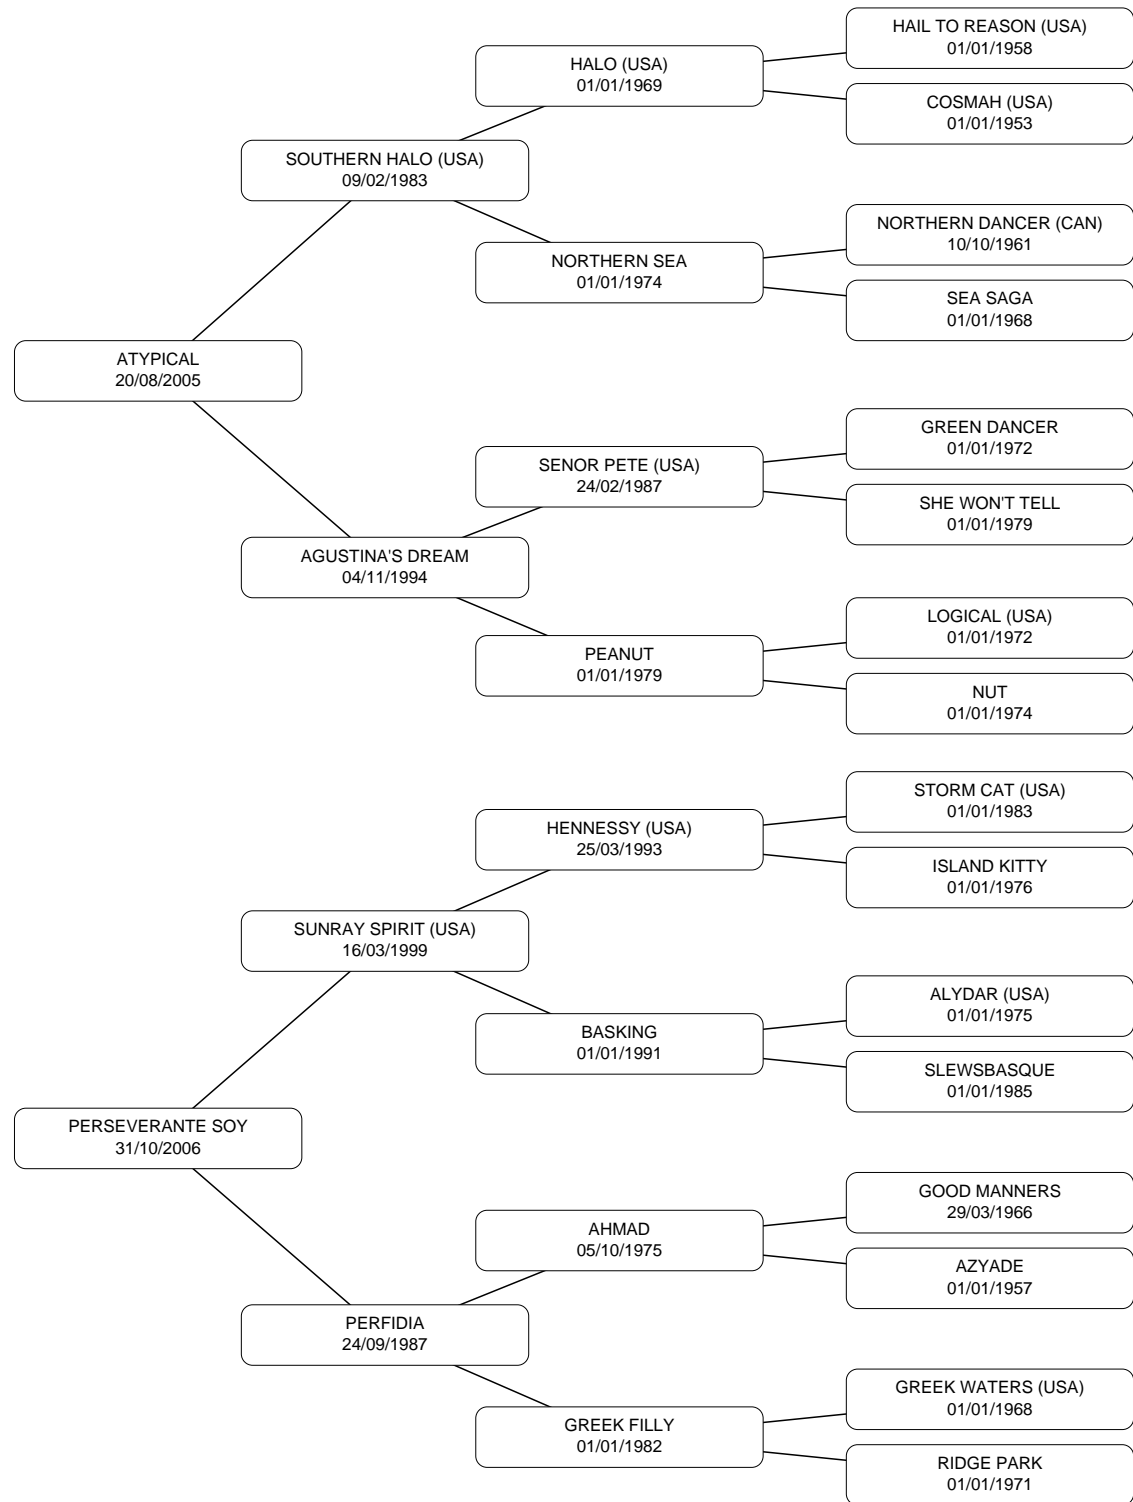 HAIL TO REASON (USA)
01/01/1958
HALO (USA)
01/01/1969
COSMAH (USA)
01/01/1953
SOUTHERN HALO (USA)
09/02/1983
NORTHERN DANCER (CAN)
10/10/1961
NORTHERN SEA
01/01/1974
SEA SAGA
01/01/1968
ATYPICAL
20/08/2005
GREEN DANCER
01/01/1972
SENOR PETE (USA)
24/02/1987
SHE WON'T TELL
01/01/1979
AGUSTINA'S DREAM
04/11/1994
LOGICAL (USA)
01/01/1972
PEANUT
01/01/1979
NUT
01/01/1974
STORM CAT (USA)
01/01/1983
HENNESSY (USA)
25/03/1993
ISLAND KITTY
01/01/1976
SUNRAY SPIRIT (USA)
16/03/1999
ALYDAR (USA)
01/01/1975
BASKING
01/01/1991
SLEWSBASQUE
01/01/1985
PERSEVERANTE SOY
31/10/2006
GOOD MANNERS
29/03/1966
AHMAD
05/10/1975
AZYADE
01/01/1957
PERFIDIA
24/09/1987
GREEK WATERS (USA)
01/01/1968
GREEK FILLY
01/01/1982
RIDGE PARK
01/01/1971